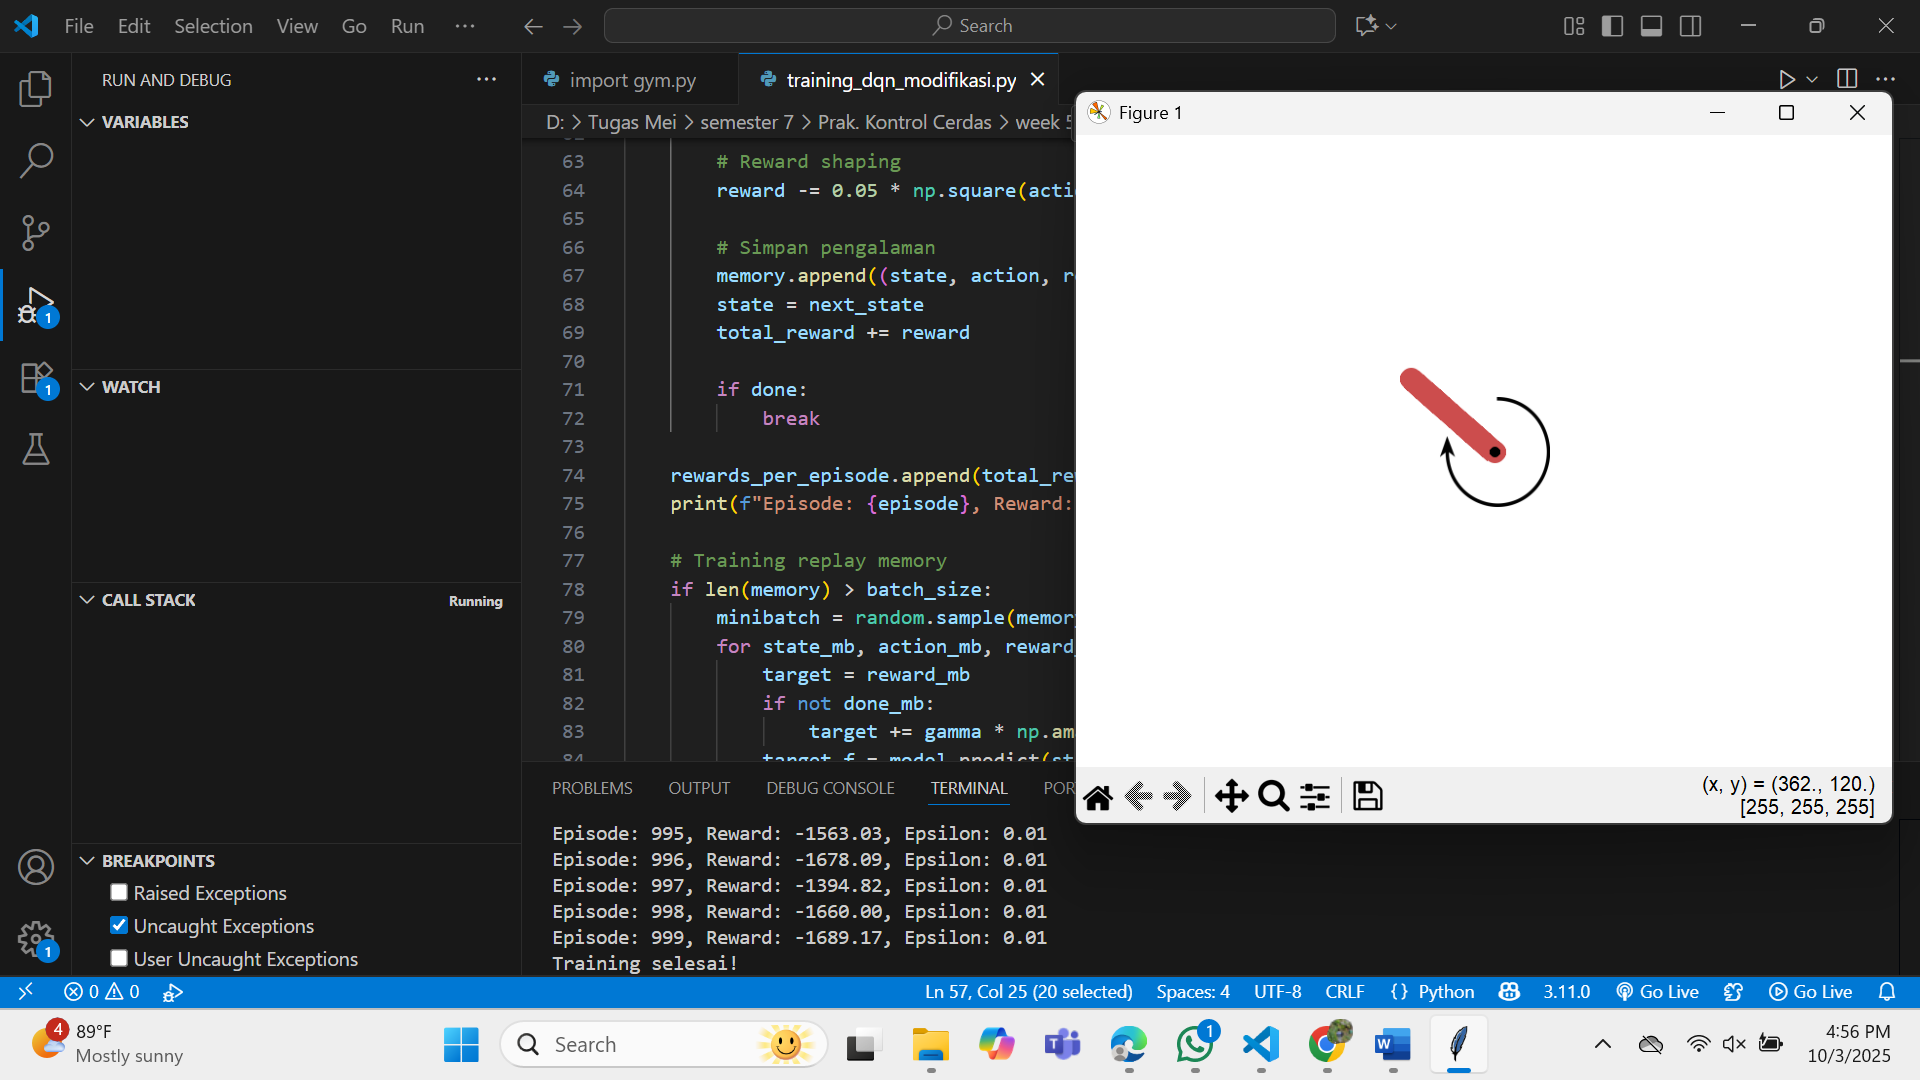 File Edit Selection View Go Run ...
Search
RUN AND DEBUG
import gym.py
training_dqn_modifikasi.py
D: > Tugas Mei > semester 7 > Prak. Kontrol Cerdas > week 5
VARIABLES
WATCH
CALL STACK
Running
BREAKPOINTS
Raised Exceptions
Uncaught Exceptions
User Uncaught Exceptions
63 # Reward shaping
64 reward -= 0.05 * np.square(acti
65
66 # Simpan pengalaman
67 memory.append((state, action, r
68 state = next_state
69 total_reward += reward
70
71 if done:
72 break
73
74 rewards_per_episode.append(total_re
75 print(f"Episode: {episode}, Reward:
76
77 # Training replay memory
78 if len(memory) > batch_size:
79 minibatch = random.sample(memor
80 for state_mb, action_mb, reward_
81 target = reward_mb
82 if not done_mb:
83 target += gamma * np.am
84 target_f = model.predict(st
Figure 1
(x, y) = (362., 120.)
[255, 255, 255]
PROBLEMS OUTPUT DEBUG CONSOLE TERMINAL POR
Episode: 995, Reward: -1563.03, Epsilon: 0.01
Episode: 996, Reward: -1678.09, Epsilon: 0.01
Episode: 997, Reward: -1394.82, Epsilon: 0.01
Episode: 998, Reward: -1660.00, Epsilon: 0.01
Episode: 999, Reward: -1689.17, Epsilon: 0.01
Training selesai!
0 0 Ln 57, Col 25 (20 selected) Spaces: 4 UTF-8 CRLF {} Python 3.11.0 Go Live Go Live
4 89°F
Mostly sunny
Search
1
4:56 PM
10/3/2025